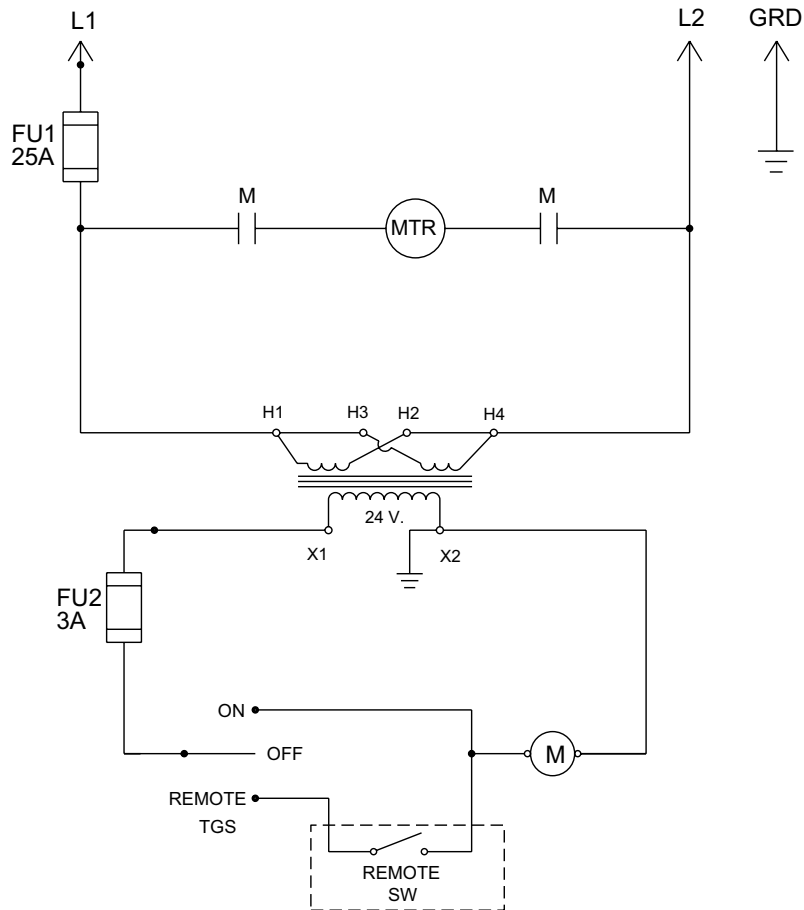 L1
L2
GRD
FU1
25A
M
MTR
M
H1
H3
H2
H4
24 V.
X1
X2
FU2
3A
ON
OFF
M
REMOTE
TGS
REMOTE
SW